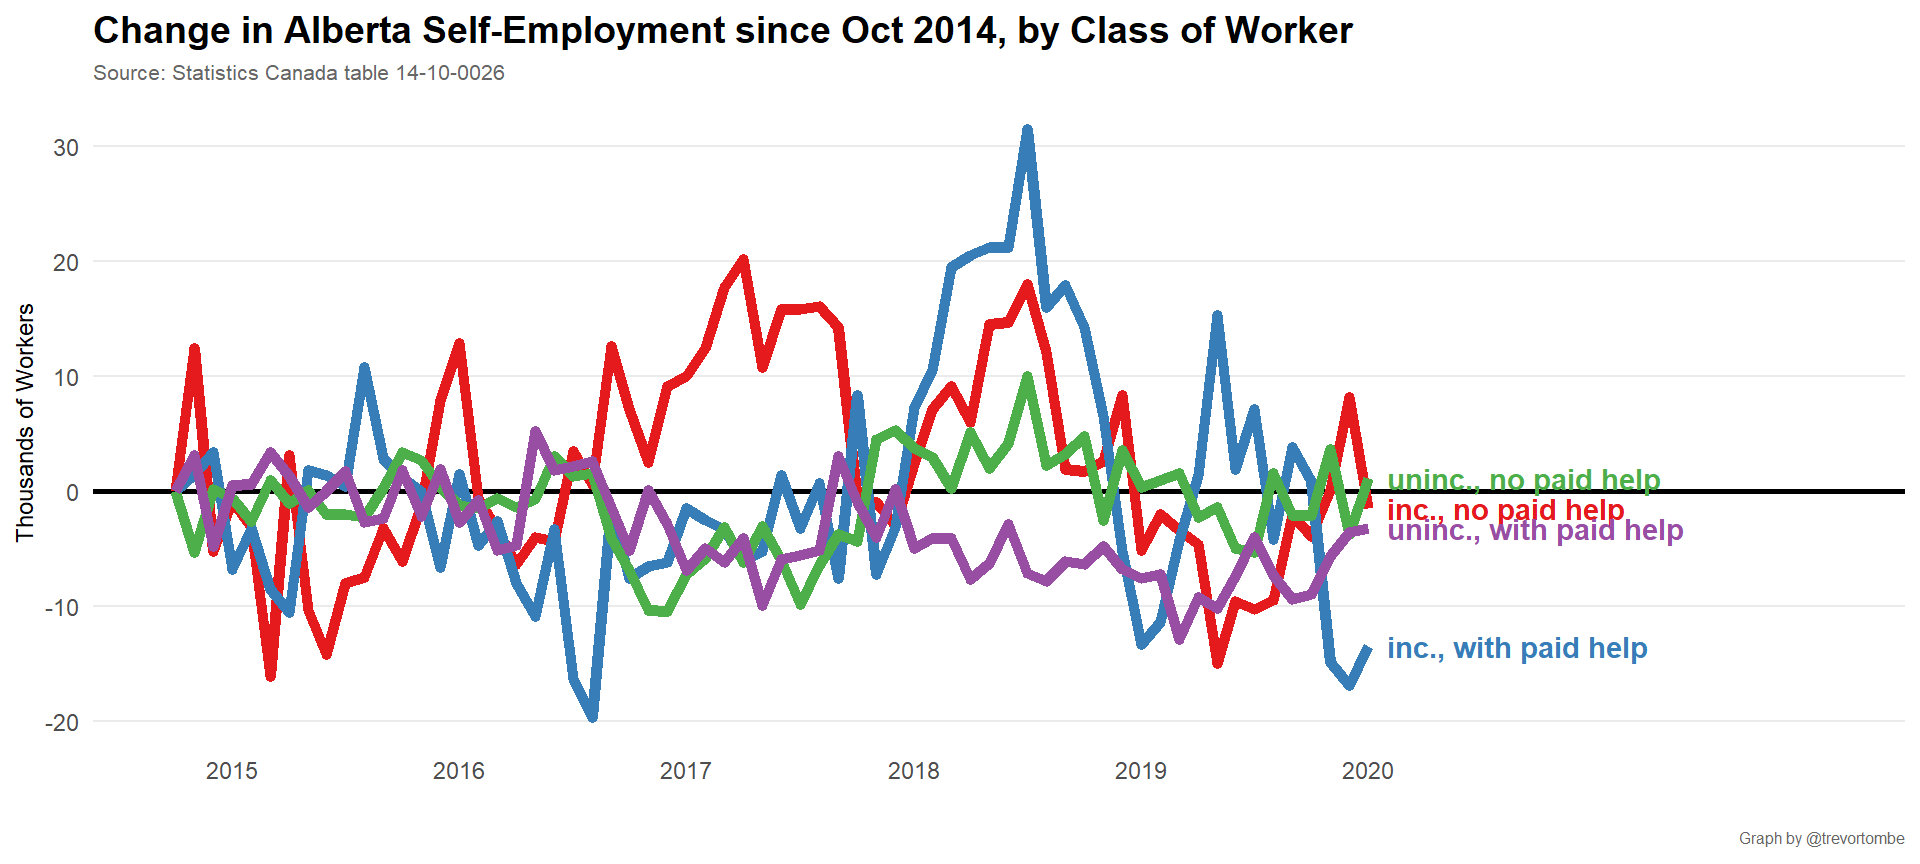 Change in Alberta Self-Employment since Oct 2014, by Class of Worker
Source: Statistics Canada table 14-10-0026
Thousands of Workers
30
20
10
0
-10
-20
uninc., no paid help
inc., no paid help
uninc., with paid help
inc., with paid help
2015
2016
2017
2018
2019
2020
Graph by @trevortombe